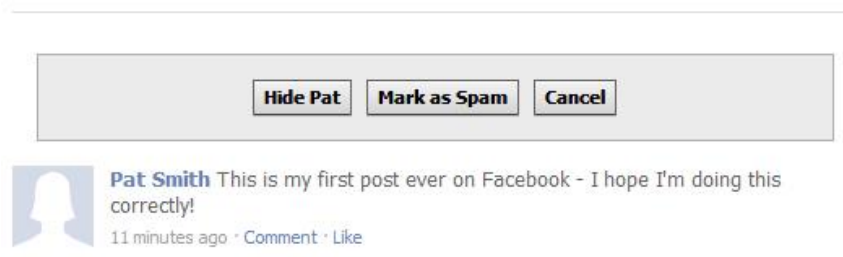 Hide Pat Mark as Spam Cancel
Pat Smith This is my first post ever on Facebook - I hope I'm doing this
correctly!
11 minutes ago · Comment · Like